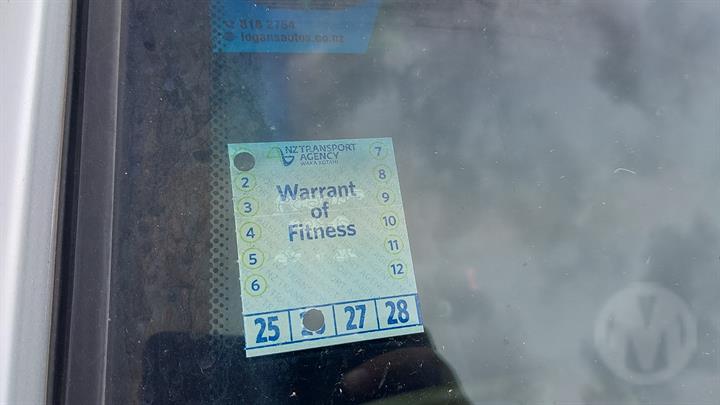 818 2764
logansautos.co.nz
NZ TRANSPORT
AGENCY
WAKA KOTAHI
Warrant
of
Fitness
2
3
4
5
6
7
8
9
10
11
12
25 27 28
M